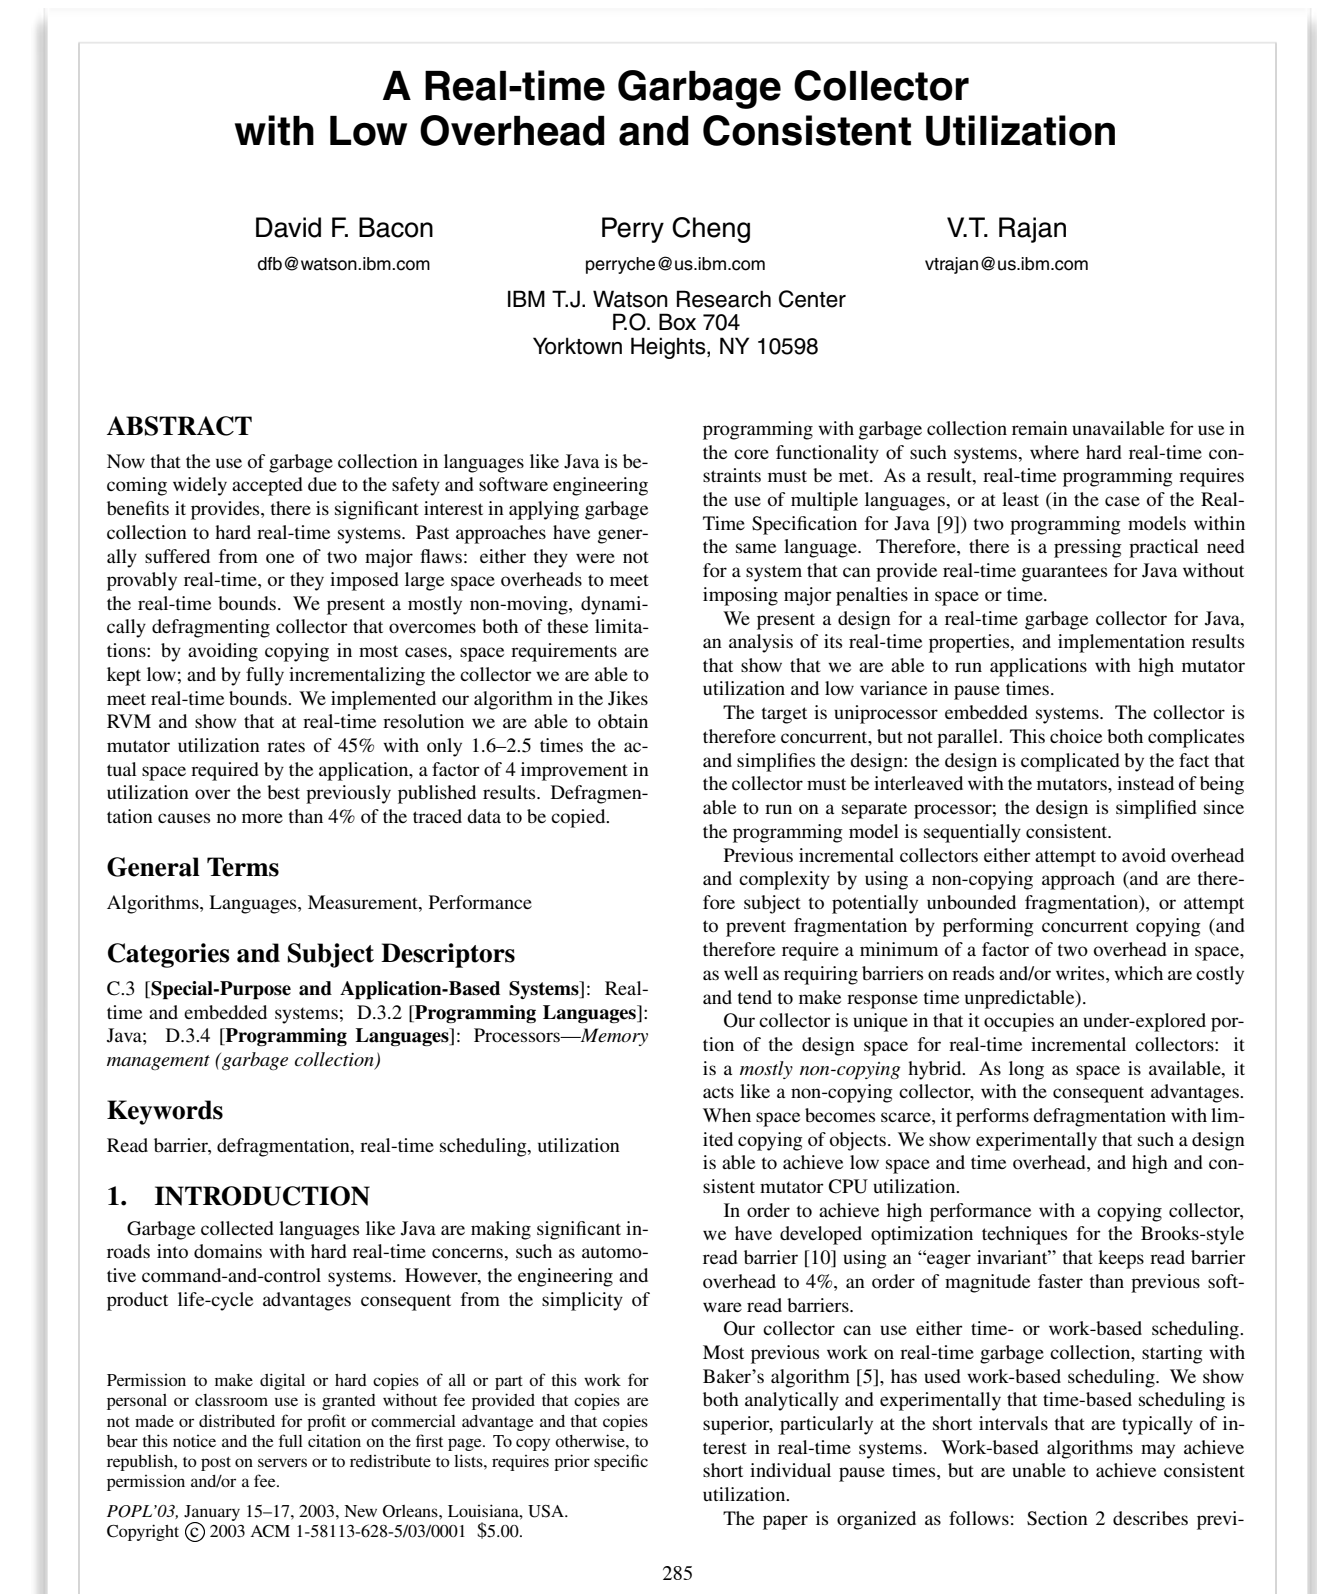 A Real-time Garbage Collector
with Low Overhead and Consistent Utilization
David F. Bacon
dfb@watson.ibm.com
Perry Cheng
perryche@us.ibm.com
V.T. Rajan
vtrajan@us.ibm.com
IBM T.J. Watson Research Center
P.O. Box 704
Yorktown Heights, NY 10598
ABSTRACT
Now that the use of garbage collection in languages like Java is be-
coming widely accepted due to the safety and software engineering
benefits it provides, there is significant interest in applying garbage
collection to hard real-time systems. Past approaches have gener-
ally suffered from one of two major flaws: either they were not
provably real-time, or they imposed large space overheads to meet
the real-time bounds. We present a mostly non-moving, dynami-
cally defragmenting collector that overcomes both of these limita-
tions: by avoiding copying in most cases, space requirements are
kept low; and by fully incrementalizing the collector we are able to
meet real-time bounds. We implemented our algorithm in the Jikes
RVM and show that at real-time resolution we are able to obtain
mutator utilization rates of 45% with only 1.6–2.5 times the ac-
tual space required by the application, a factor of 4 improvement in
utilization over the best previously published results. Defragmen-
tation causes no more than 4% of the traced data to be copied.
General Terms
Algorithms, Languages, Measurement, Performance
Categories and Subject Descriptors
C.3 [Special-Purpose and Application-Based Systems]: Real-
time and embedded systems; D.3.2 [Programming Languages]:
Java; D.3.4 [Programming Languages]: Processors—Memory
management (garbage collection)
Keywords
Read barrier, defragmentation, real-time scheduling, utilization
1. INTRODUCTION
Garbage collected languages like Java are making significant in-
roads into domains with hard real-time concerns, such as automo-
tive command-and-control systems. However, the engineering and
product life-cycle advantages consequent from the simplicity of
Permission to make digital or hard copies of all or part of this work for
personal or classroom use is granted without fee provided that copies are
not made or distributed for profit or commercial advantage and that copies
bear this notice and the full citation on the first page. To copy otherwise, to
republish, to post on servers or to redistribute to lists, requires prior specific
permission and/or a fee.
POPL'03, January 15–17, 2003, New Orleans, Louisiana, USA.
Copyright © 2003 ACM 1-58113-628-5/03/0001 $5.00.
programming with garbage collection remain unavailable for use in
the core functionality of such systems, where hard real-time con-
straints must be met. As a result, real-time programming requires
the use of multiple languages, or at least (in the case of the Real-
Time Specification for Java [9]) two programming models within
the same language. Therefore, there is a pressing practical need
for a system that can provide real-time guarantees for Java without
imposing major penalties in space or time.
We present a design for a real-time garbage collector for Java,
an analysis of its real-time properties, and implementation results
that show that we are able to run applications with high mutator
utilization and low variance in pause times.
The target is uniprocessor embedded systems. The collector is
therefore concurrent, but not parallel. This choice both complicates
and simplifies the design: the design is complicated by the fact that
the collector must be interleaved with the mutators, instead of being
able to run on a separate processor; the design is simplified since
the programming model is sequentially consistent.
Previous incremental collectors either attempt to avoid overhead
and complexity by using a non-copying approach (and are there-
fore subject to potentially unbounded fragmentation), or attempt
to prevent fragmentation by performing concurrent copying (and
therefore require a minimum of a factor of two overhead in space,
as well as requiring barriers on reads and/or writes, which are costly
and tend to make response time unpredictable).
Our collector is unique in that it occupies an under-explored por-
tion of the design space for real-time incremental collectors: it
is a mostly non-copying hybrid. As long as space is available, it
acts like a non-copying collector, with the consequent advantages.
When space becomes scarce, it performs defragmentation with lim-
ited copying of objects. We show experimentally that such a design
is able to achieve low space and time overhead, and high and con-
sistent mutator CPU utilization.
In order to achieve high performance with a copying collector,
we have developed optimization techniques for the Brooks-style
read barrier [10] using an “eager invariant” that keeps read barrier
overhead to 4%, an order of magnitude faster than previous soft-
ware read barriers.
Our collector can use either time- or work-based scheduling.
Most previous work on real-time garbage collection, starting with
Baker's algorithm [5], has used work-based scheduling. We show
both analytically and experimentally that time-based scheduling is
superior, particularly at the short intervals that are typically of in-
terest in real-time systems. Work-based algorithms may achieve
short individual pause times, but are unable to achieve consistent
utilization.
The paper is organized as follows: Section 2 describes previ-
285